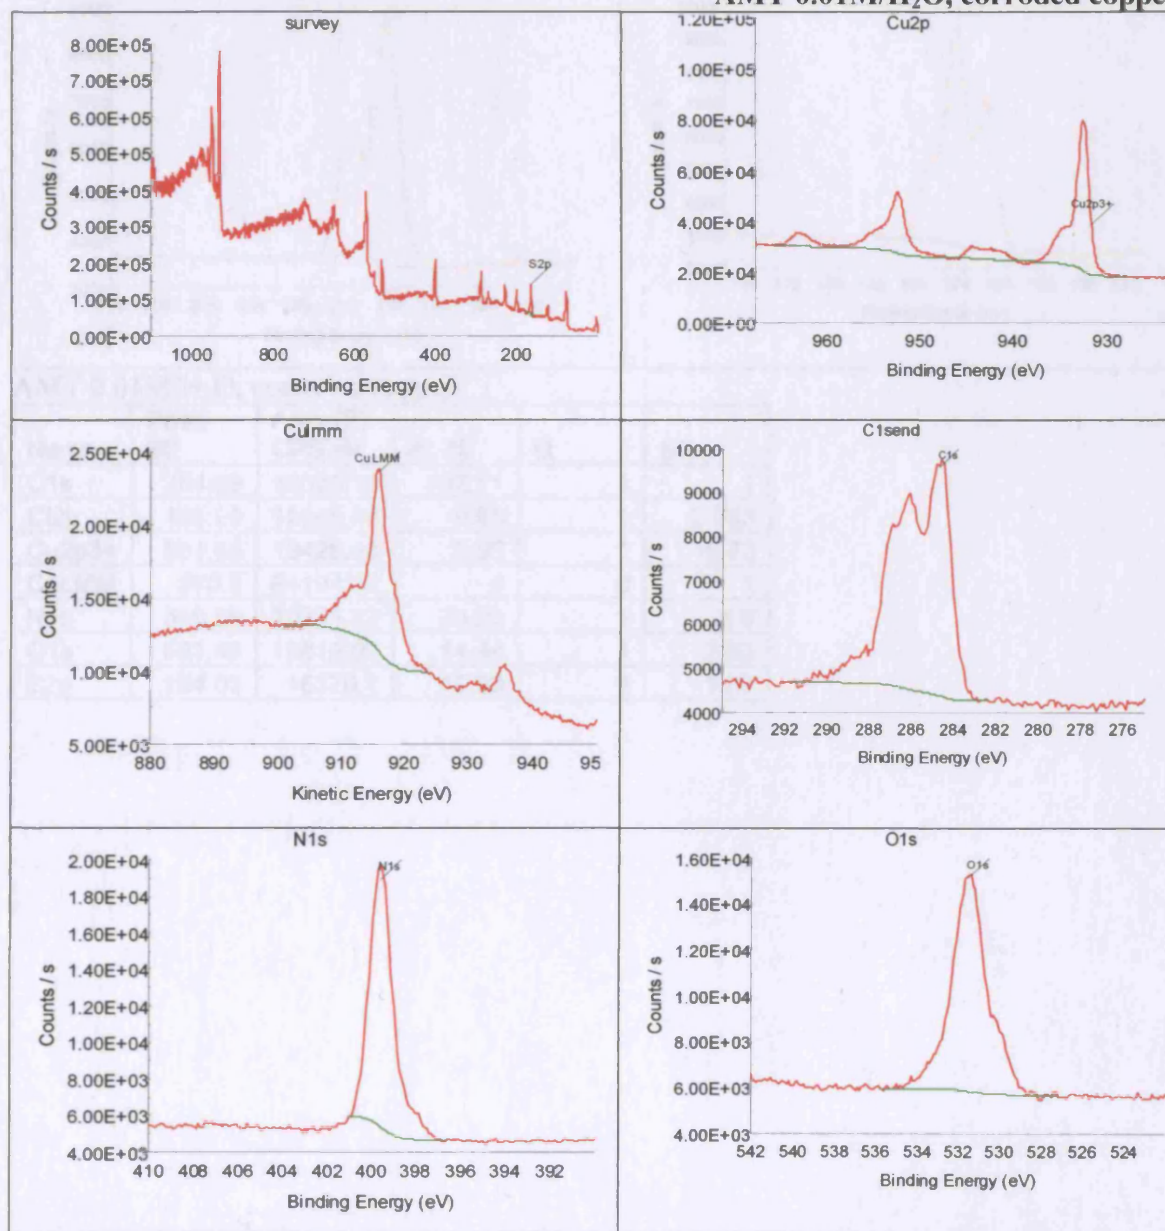 AMT 0.01M/H₂O, corroded coppe
survey
Counts / s
8.00E+05
7.00E+05
6.00E+05
5.00E+05
4.00E+05
3.00E+05
2.00E+05
1.00E+05
0.00E+00
S2p
1000 800 600 400 200
Binding Energy (eV)
Cu2p
Counts / s
1.20E+05
1.00E+05
8.00E+04
6.00E+04
4.00E+04
2.00E+04
0.00E+00
Cu2p3
960 950 940 930
Binding Energy (eV)
Culmm
Counts / s
2.50E+04
2.00E+04
1.50E+04
1.00E+04
5.00E+03
CuLMM
880 890 900 910 920 930 940 95
Kinetic Energy (eV)
C1send
Counts / s
10000
9000
8000
7000
6000
5000
4000
C1s
294 292 290 288 286 284 282 280 278 276
Binding Energy (eV)
N1s
Counts / s
2.00E+04
1.80E+04
1.60E+04
1.40E+04
1.20E+04
1.00E+04
8.00E+03
6.00E+03
4.00E+03
N1s
410 408 406 404 402 400 398 396 394 392
Binding Energy (eV)
O1s
Counts / s
1.60E+04
1.40E+04
1.20E+04
1.00E+04
8.00E+03
6.00E+03
4.00E+03
O1s
542 540 538 536 534 532 530 528 526 524
Binding Energy (eV)